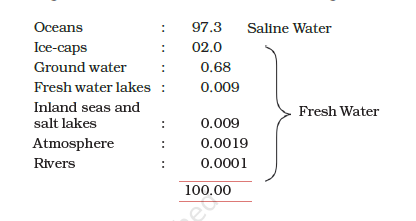 Oceans : 97.3 Saline Water
Ice-caps : 02.0
Ground water : 0.68
Fresh water lakes : 0.009
Inland seas and
salt lakes : 0.009
Fresh Water
Atmosphere : 0.0019
Rivers : 0.0001
100.00